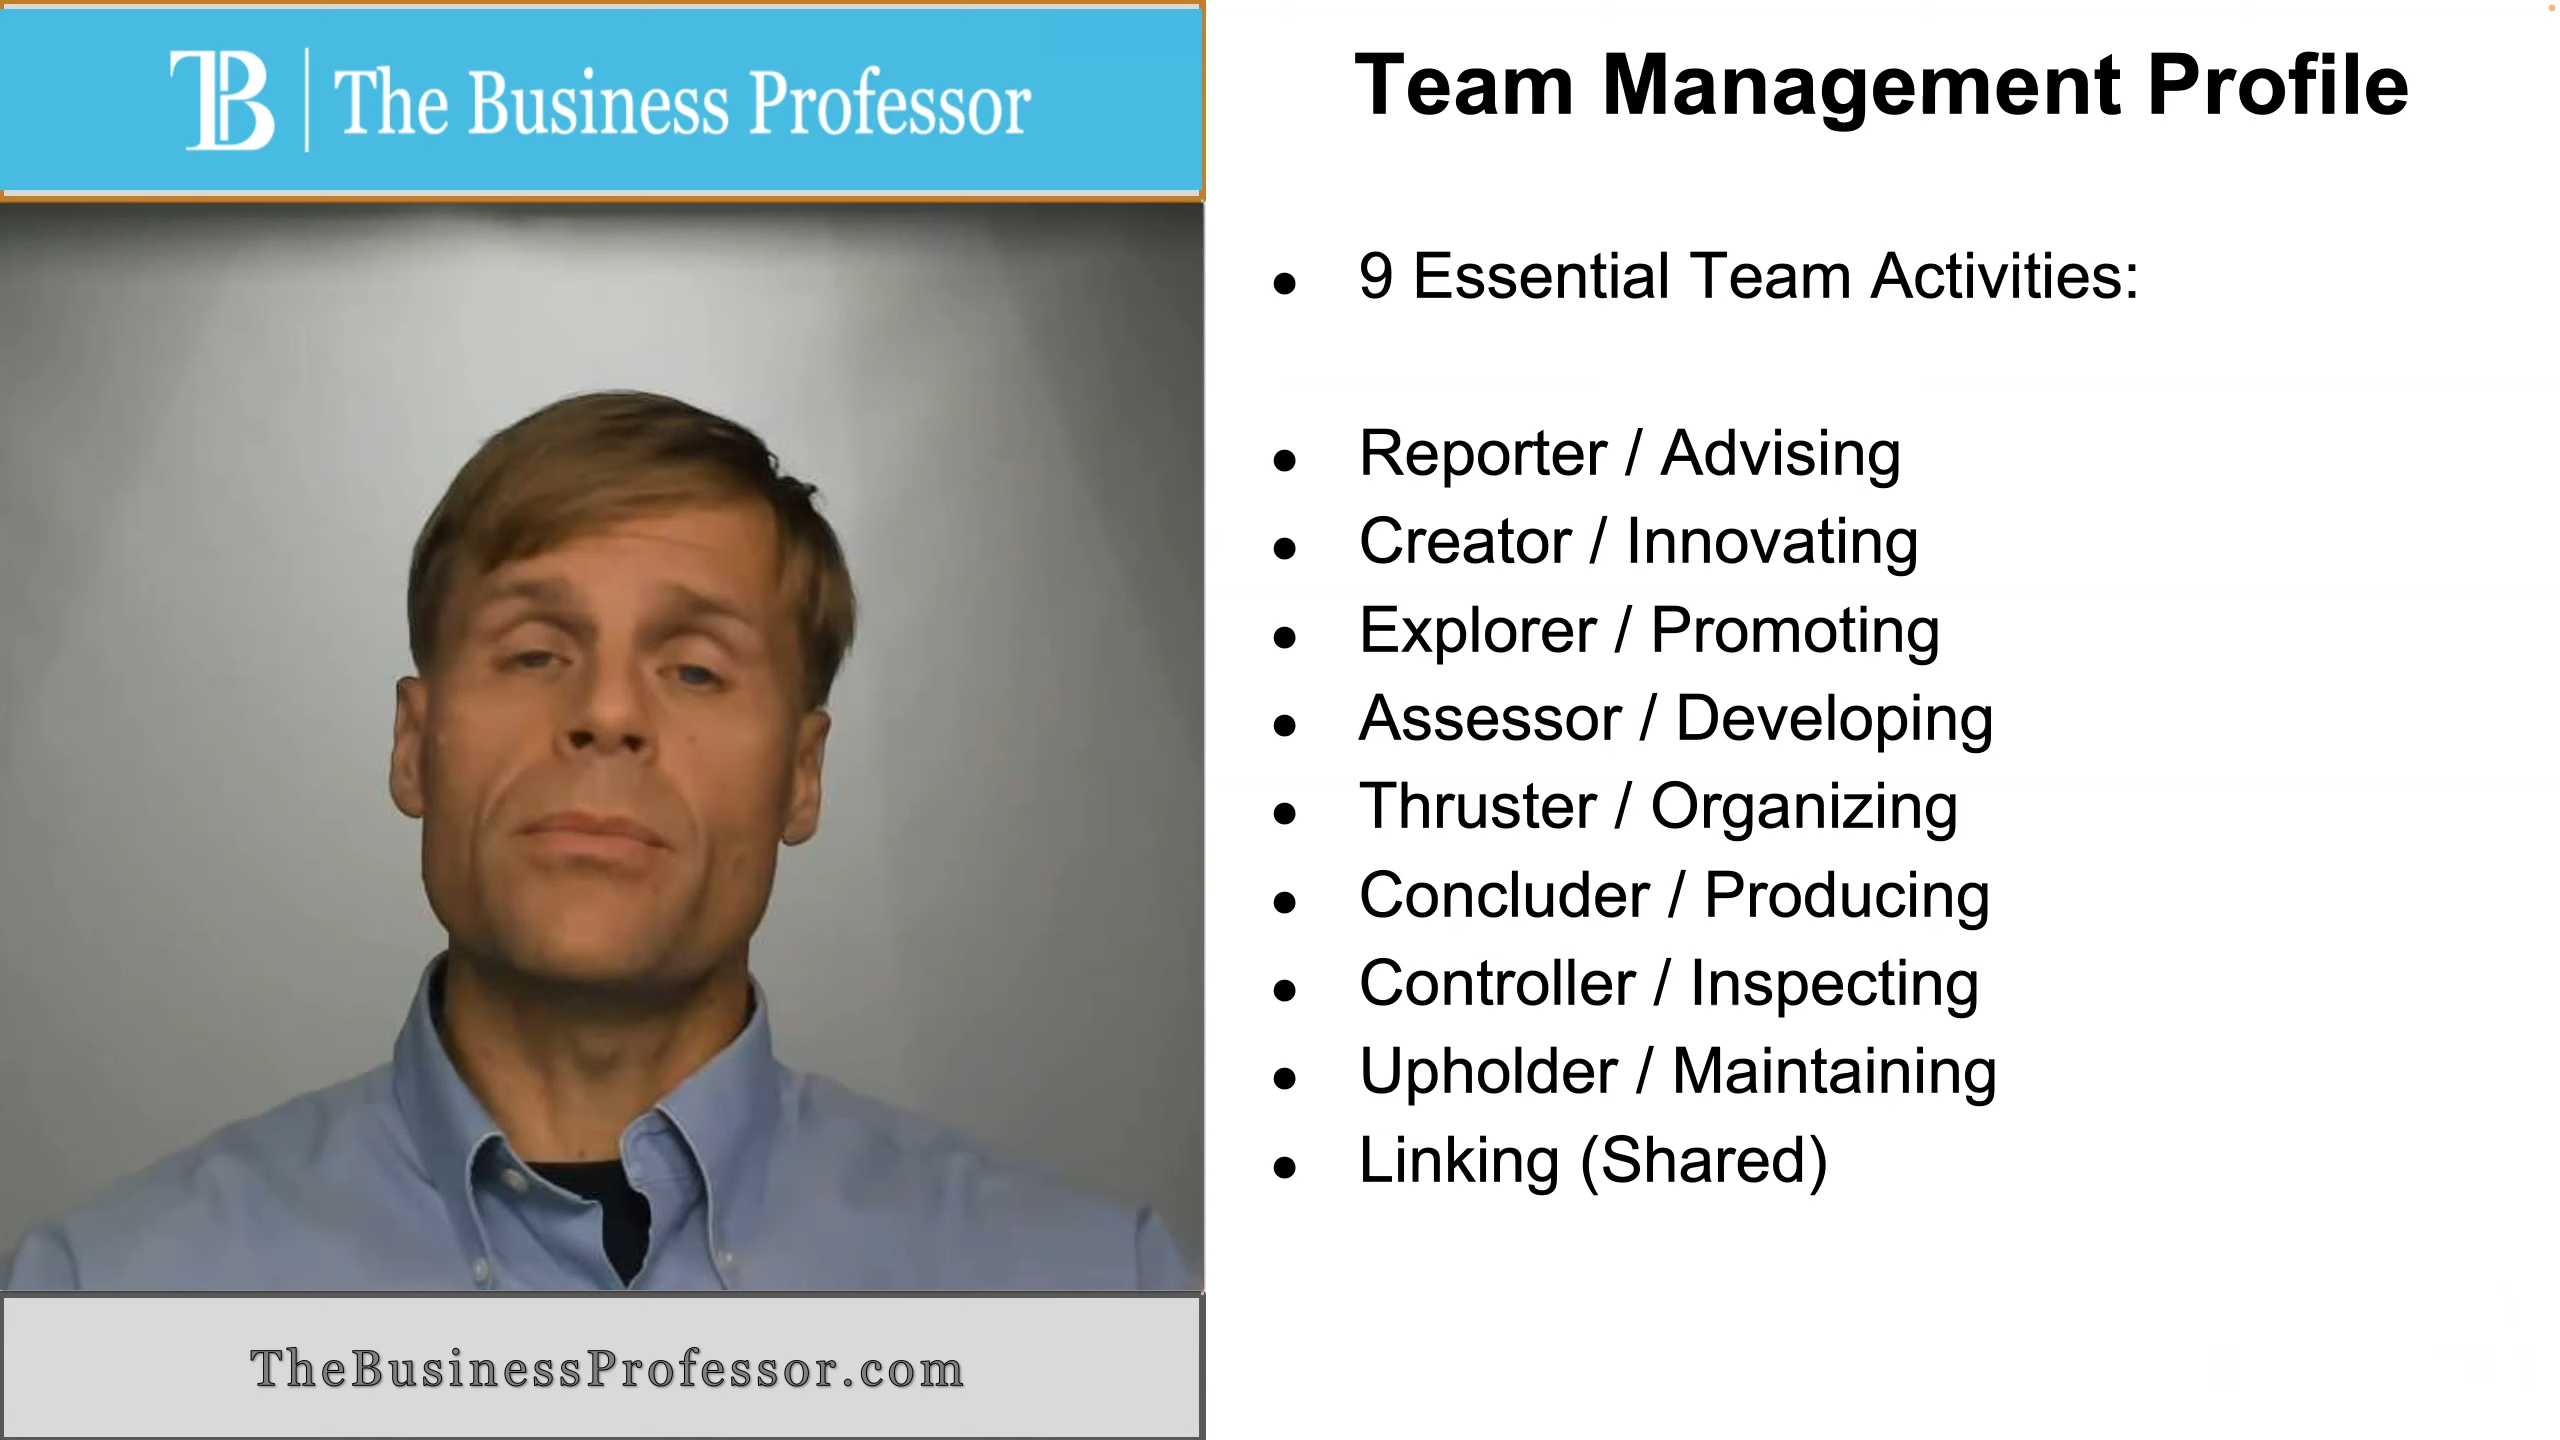 TB The Business Professor
Team Management Profile
● 9 Essential Team Activities:
● Reporter / Advising
● Creator / Innovating
● Explorer / Promoting
● Assessor / Developing
● Thruster / Organizing
● Concluder / Producing
● Controller / Inspecting
● Upholder / Maintaining
● Linking (Shared)
TheBusinessProfessor.com